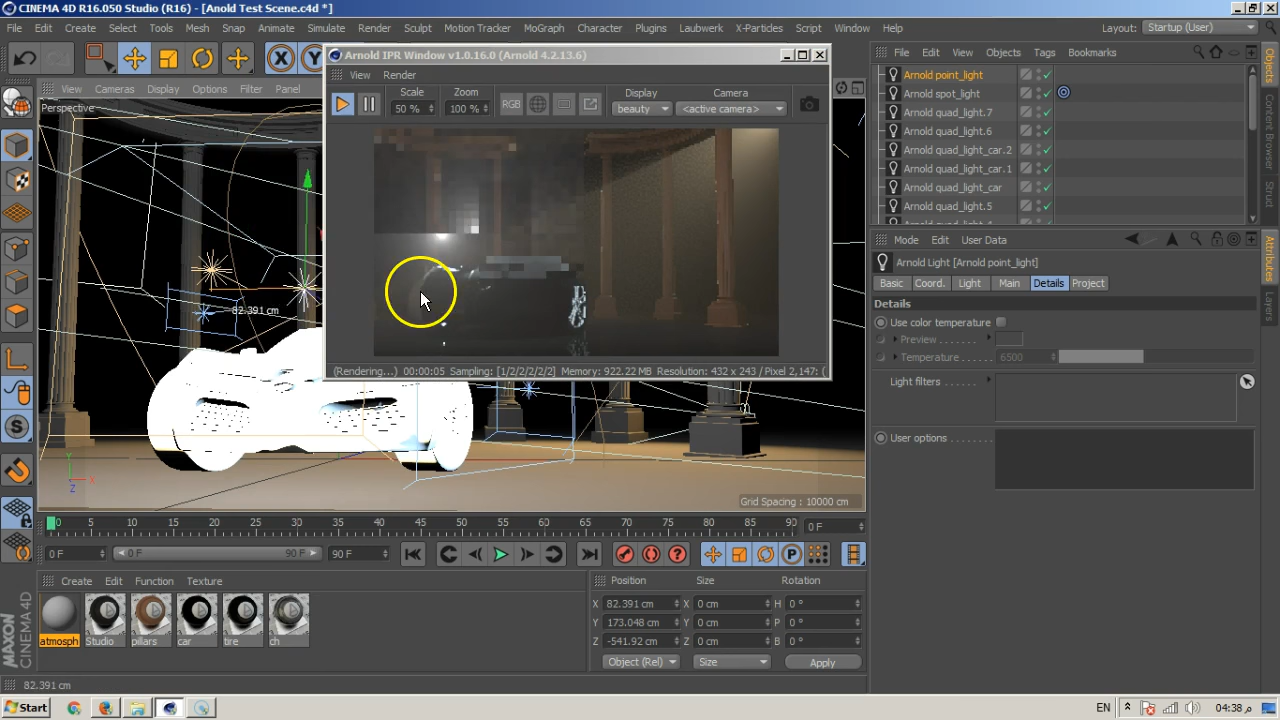 CINEMA 4D R16.050 Studio (R16) - [Anold Test Scene.c4d *]
File Edit Create Select Tools Mesh Snap Animate Simulate Render Sculpt Motion Tracker MoGraph Character Plugins Laubwerk X-Particles Script Window Help Layout: Startup (User)
Arnold IPR Window v1.0.16.0 (Arnold 4.2.13.6)
View Render
Scale Zoom Display Camera
50 % 100 % RGB beauty <active camera>
(Rendering...) 00:00:05 Sampling: [1/2/2/2/2/2] Memory: 922.22 MB Resolution: 432 x 243 / Pixel 2,147: (
View Cameras Display Options Filter Panel
Perspective
82.391 cm
Grid Spacing : 10000 cm
File Edit View Objects Tags Bookmarks
Arnold point_light
Arnold spot_light
Arnold quad_light.7
Arnold quad_light.6
Arnold quad_light_car.2
Arnold quad_light_car.1
Arnold quad_light_car
Arnold quad_light.5
Mode Edit User Data
Arnold Light [Arnold point_light]
Basic Coord. Light Main Details Project
Details
Use color temperature
Preview
Temperature 6500
Light filters
User options
Objects
Content Browser
Struct
Attributes
Layers
0 5 10 15 20 25 30 35 40 45 50 55 60 65 70 75 80 85 90 0 F
0 F 0 F 90 F 90 F
Create Edit Function Texture
atmosph Studio pillars car tire ch
Position Size Rotation
X 82.391 cm X 0 cm H 0 °
Y 173.048 cm Y 0 cm P 0 °
Z -541.92 cm Z 0 cm B 0 °
Object (Rel) Size Apply
MAXON CINEMA 4D
82.391 cm
Start EN 04:38 م